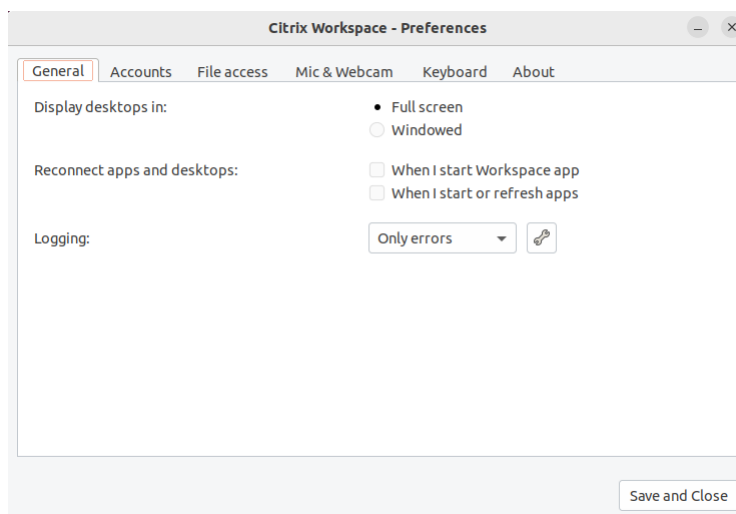 Citrix Workspace - Preferences
General Accounts File access Mic & Webcam Keyboard About
Display desktops in: Full screen
Windowed
Reconnect apps and desktops: When I start Workspace app
When I start or refresh apps
Logging: Only errors
Save and Close